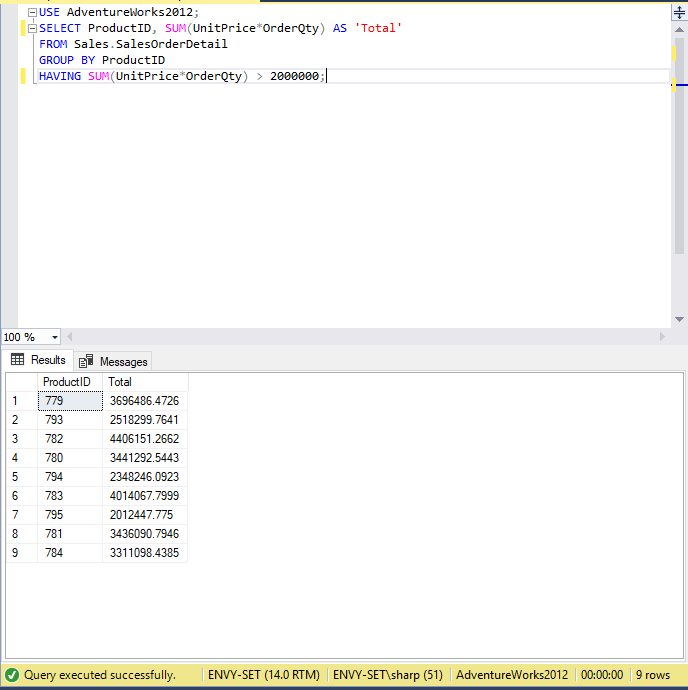 USE AdventureWorks2012;
SELECT ProductID, SUM(UnitPrice*OrderQty) AS 'Total'
FROM Sales.SalesOrderDetail
GROUP BY ProductID
HAVING SUM(UnitPrice*OrderQty) > 2000000;
100 %
Results Messages
ProductID Total
1 779 3696486.4726
2 793 2518299.7641
3 782 4406151.2662
4 780 3441292.5443
5 794 2348246.0923
6 783 4014067.7999
7 795 2012447.775
8 781 3436090.7946
9 784 3311098.4385
Query executed successfully. ENVY-SET (14.0 RTM) ENVY-SET\sharp (51) AdventureWorks2012 00:00:00 9 rows